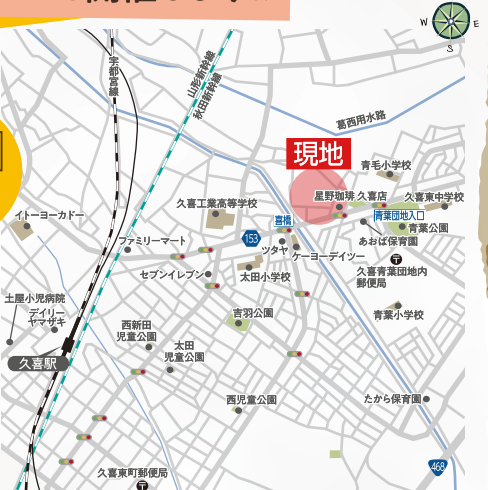 W
E
S
宇都宮線
山形新幹線
秋田新幹線
葛西用水路
現地
青毛小学校
久喜工業高等学校
星野珈琲 久喜店
久喜東中学校
イトーヨーカドー
喜橋
青葉団地入口
青葉公園
ファミリーマート
153
ツタヤ
あおば保育園
ケーヨーデイツー
セブンイレブン
太田小学校
久喜青葉団地内
郵便局
土屋小児病院
デイリー
ヤマザキ
吉羽公園
青葉小学校
西新田
児童公園
太田
児童公園
久喜駅
西児童公園
たから保育園
468
久喜東町郵便局